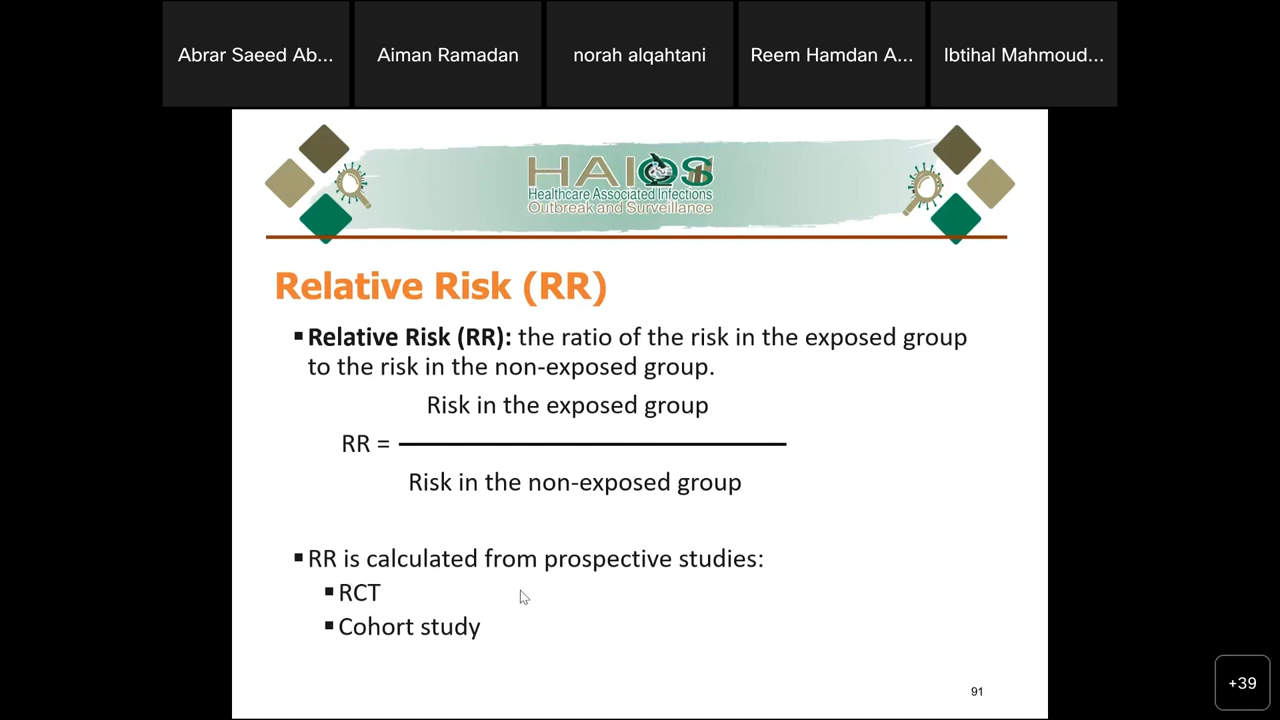 Abrar Saeed Ab...
Aiman Ramadan
norah alqahtani
Reem Hamdan A...
Ibtihal Mahmoud...
HAIOS
Healthcare Associated Infections
Outbreak and Surveillance
Relative Risk (RR)
▪ Relative Risk (RR): the ratio of the risk in the exposed group
to the risk in the non-exposed group.
Risk in the exposed group
RR =
Risk in the non-exposed group
▪ RR is calculated from prospective studies:
▪ RCT
▪ Cohort study
91
+39